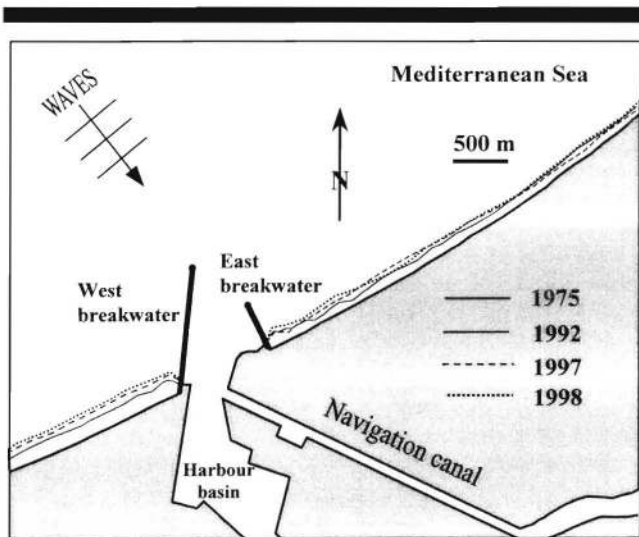 Mediterranean Sea
WAVES
500 m
N
East
breakwater
West
breakwater
1975
1992
1997
1998
Navigation canal
Harbour
basin